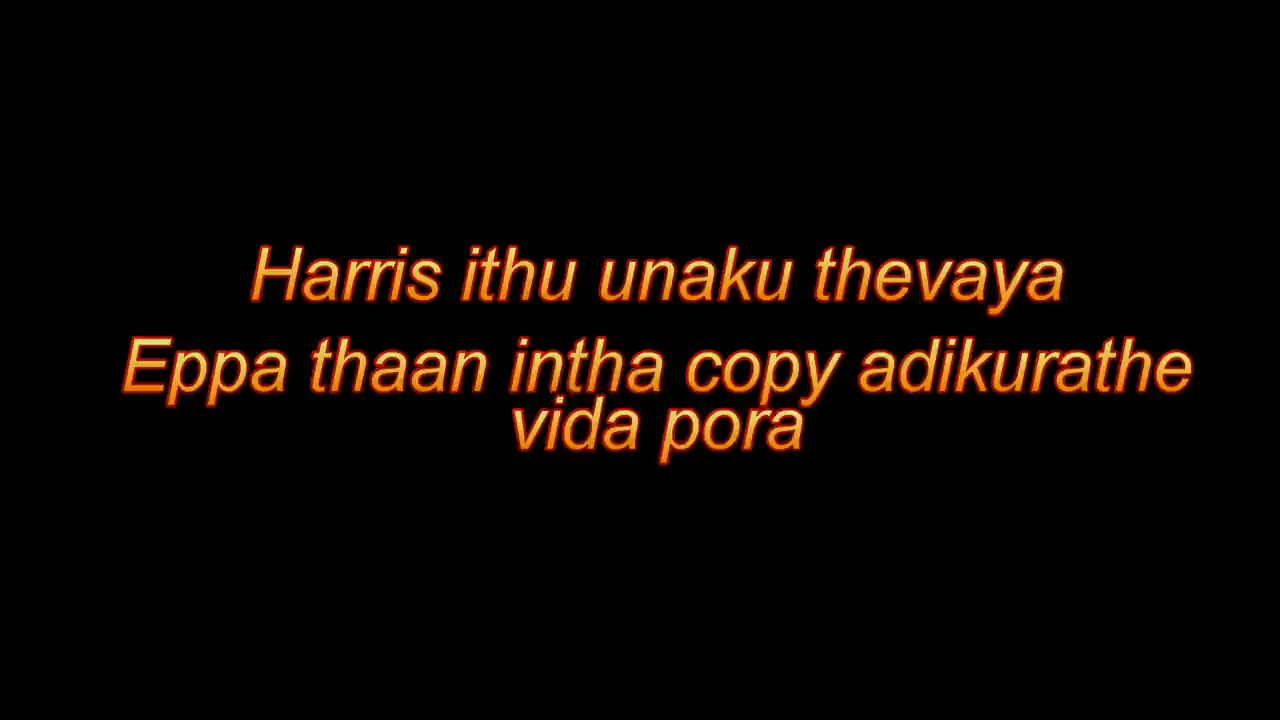 Harris ithu unaku thevaya
Eppa thaan intha copy adikurathe
vida pora